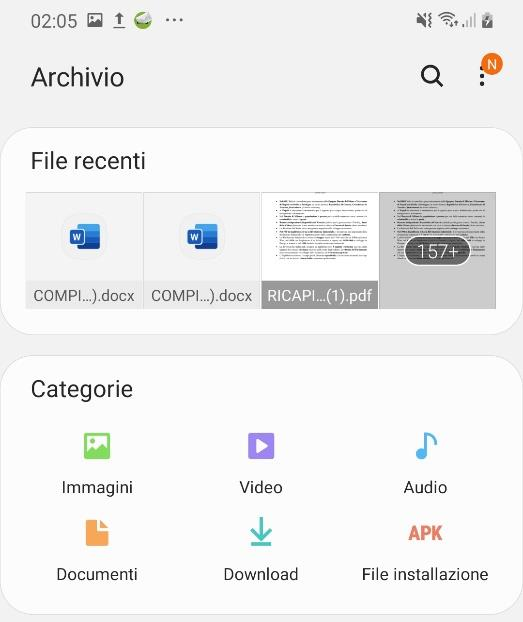 02:05
Archivio
N
File recenti
W W
157+
COMPI...).docx COMPI...).docx RICAPI...(1).pdf
Categorie
Immagini Video Audio
APK
Documenti Download File installazione